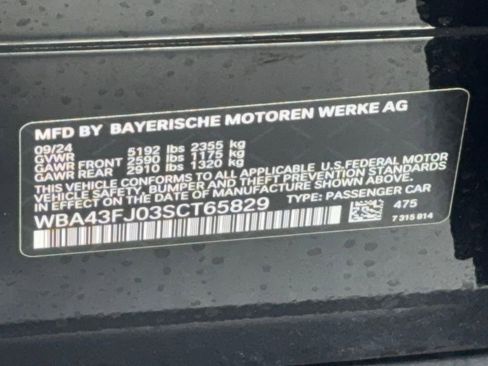 MFD BY BAYERISCHE MOTOREN WERKE AG
09/24
GVWR 5192 lbs 2355 kg
GAWR FRONT 2590 lbs 1175 kg
GAWR REAR 2910 lbs 1320 kg
THIS VEHICLE CONFORMS TO ALL APPLICABLE U.S.FEDERAL MOTOR
VEHICLE SAFETY, BUMPER AND THEFT PREVENTION STANDARDS
IN EFFECT ON THE DATE OF MANUFACTURE SHOWN ABOVE.
WBA43FJ03SCT65829 TYPE: PASSENGER CAR
475
7 315 814